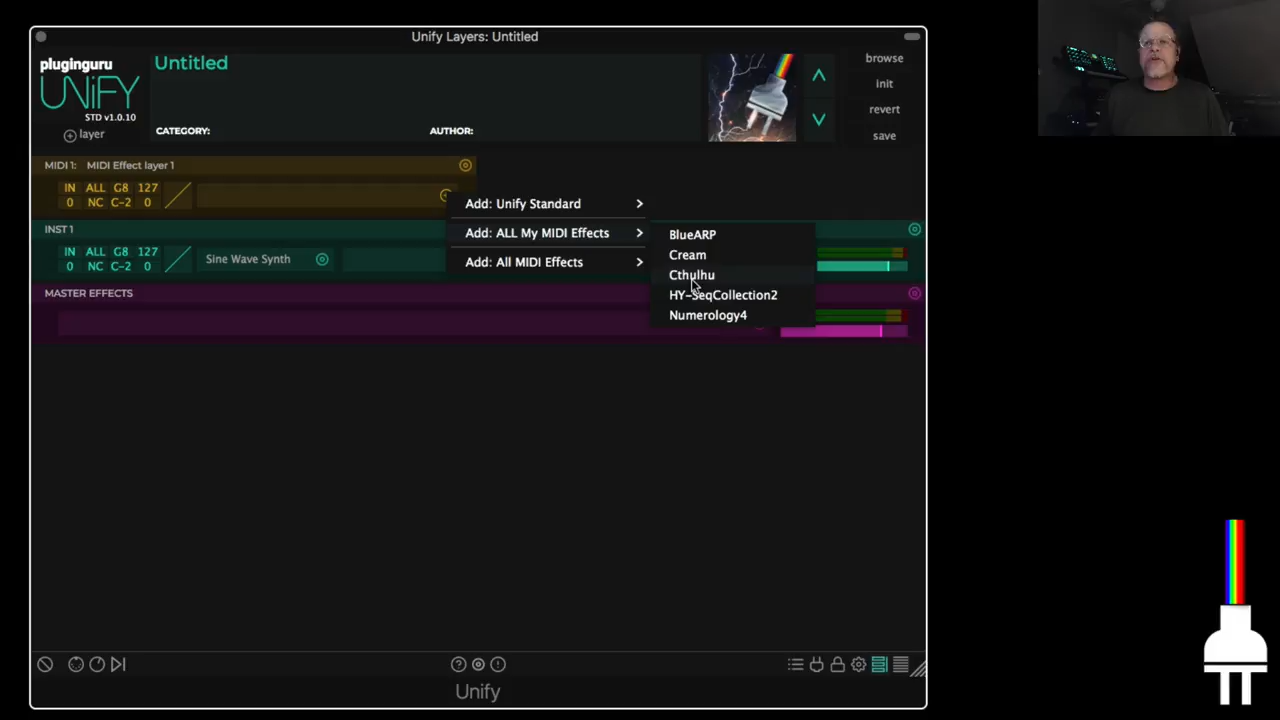 Unify Layers: Untitled
pluginguru
UNiFY
STD v1.0.10
layer
Untitled
CATEGORY:
AUTHOR:
browse
init
revert
save
MIDI 1: MIDI Effect layer 1
IN ALL G8 127
0 NC C-2 0
Add: Unify Standard
Add: ALL My MIDI Effects
Add: All MIDI Effects
BlueARP
Cream
Cthulhu
HY-SeqCollection2
Numerology4
INST 1
IN ALL G8 127
0 NC C-2 0
Sine Wave Synth
MASTER EFFECTS
Unify